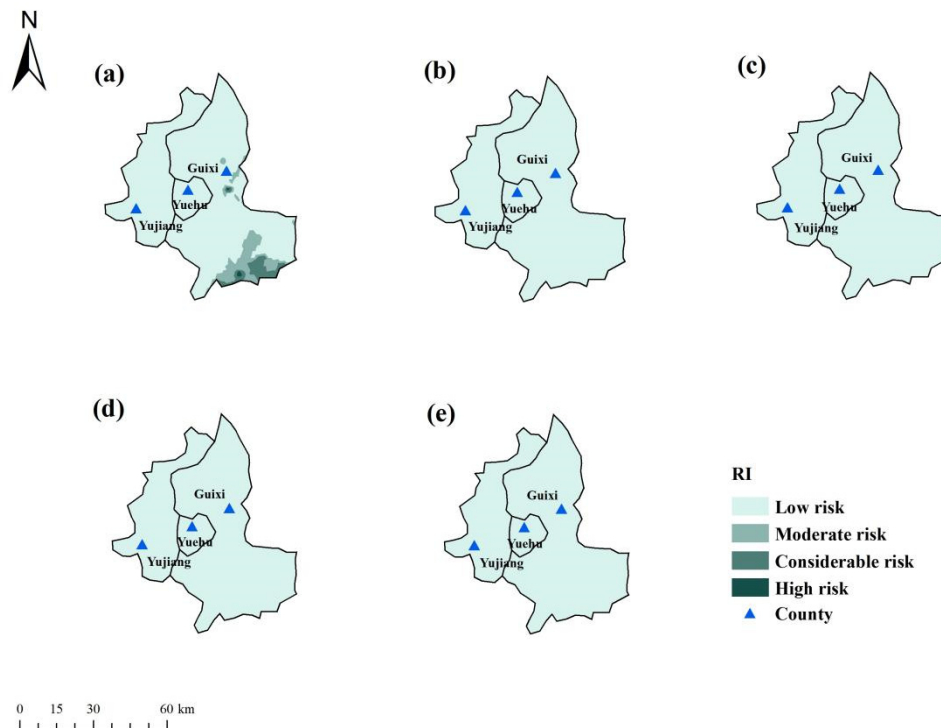 N
(a)
(b)
(c)
Guixi
Yuehu
Yujiang
Guixi
Yuehu
Yujiang
Guixi
Yuehu
Yujiang
(d)
(e)
Guixi
Yuehu
Yujiang
Guixi
Yuehu
Yujiang
RI
Low risk
Moderate risk
Considerable risk
High risk
County
0 15 30 60 km